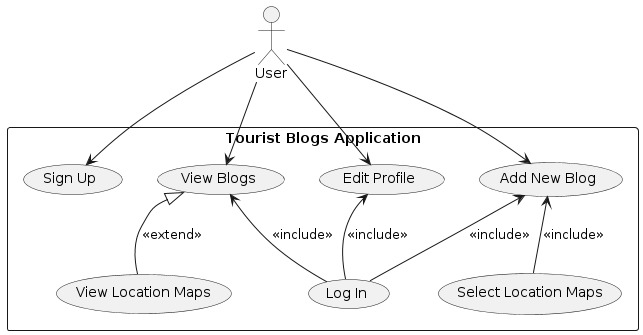 User
Tourist Blogs Application
Sign Up
View Blogs
Edit Profile
Add New Blog
«extend»
«include»
«include»
«include»
«include»
View Location Maps
Log In
Select Location Maps